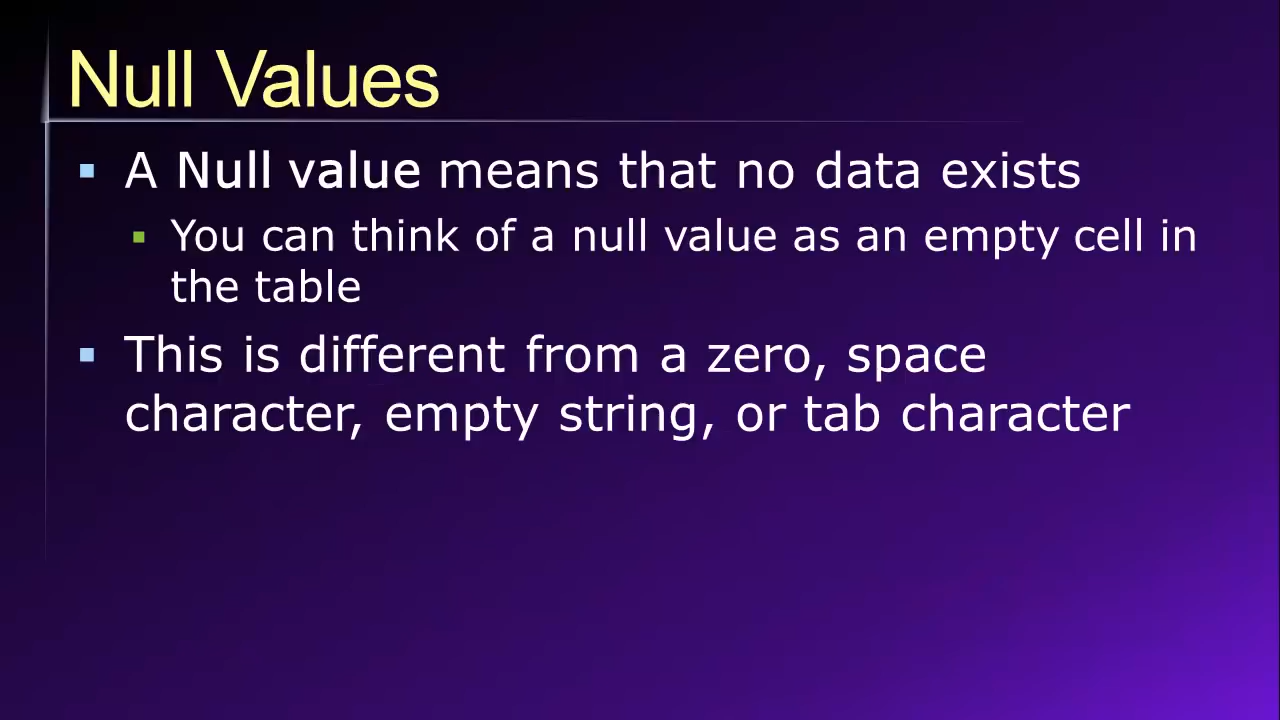 Null Values
A Null value means that no data exists
You can think of a null value as an empty cell in
the table
This is different from a zero, space
character, empty string, or tab character